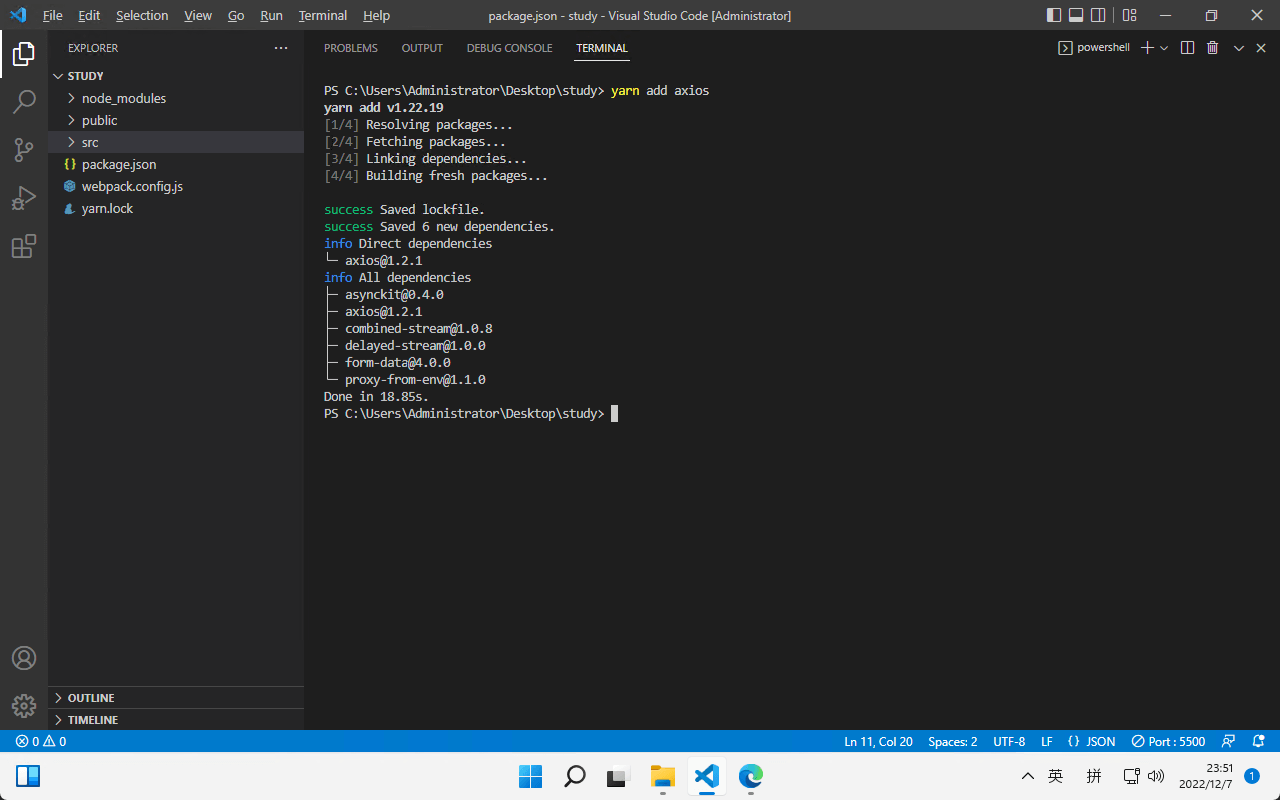 File Edit Selection View Go Run Terminal Help package.json - study - Visual Studio Code [Administrator]
EXPLORER
STUDY
node_modules
public
src
{} package.json
webpack.config.js
yarn.lock
OUTLINE
TIMELINE
PROBLEMS OUTPUT DEBUG CONSOLE TERMINAL powershell
PS C:\Users\Administrator\Desktop\study> yarn add axios
yarn add v1.22.19
[1/4] Resolving packages...
[2/4] Fetching packages...
[3/4] Linking dependencies...
[4/4] Building fresh packages...
success Saved lockfile.
success Saved 6 new dependencies.
info Direct dependencies
└─ axios@1.2.1
info All dependencies
├─ asynckit@0.4.0
├─ axios@1.2.1
├─ combined-stream@1.0.8
├─ delayed-stream@1.0.0
├─ form-data@4.0.0
└─ proxy-from-env@1.1.0
Done in 18.85s.
PS C:\Users\Administrator\Desktop\study>
0 0 Ln 11, Col 20 Spaces: 2 UTF-8 LF {} JSON Port : 5500
英 拼 23:51
2022/12/7 1